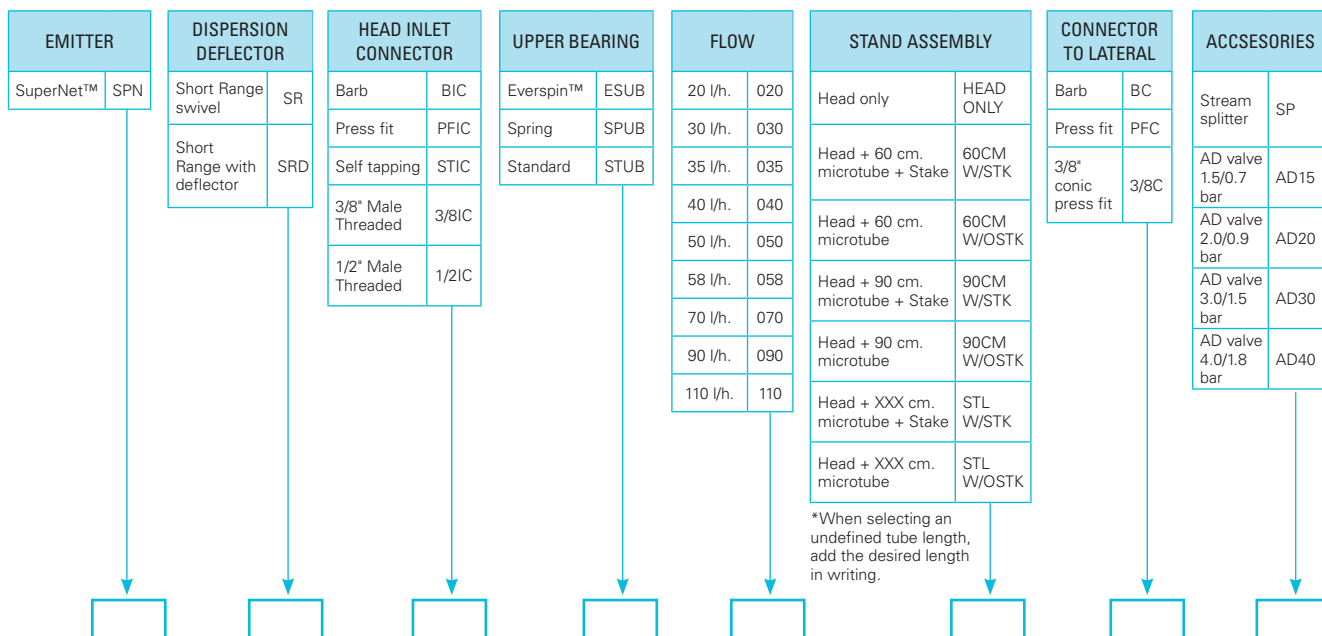 EMITTER
SuperNet™ SPN
DISPERSION
DEFLECTOR
Short Range
swivel
SR
Short
Range with
deflector
SRD
HEAD INLET
CONNECTOR
Barb BIC
Press fit PFIC
Self tapping STIC
3/8" Male
Threaded
3/8IC
1/2" Male
Threaded
1/2IC
UPPER BEARING
Everspin™ ESUB
Spring SPUB
Standard STUB
FLOW
20 l/h. 020
30 l/h. 030
35 l/h. 035
40 l/h. 040
50 l/h. 050
58 l/h. 058
70 l/h. 070
90 l/h. 090
110 l/h. 110
STAND ASSEMBLY
Head only
HEAD
ONLY
Head + 60 cm.
microtube + Stake
60CM
W/STK
Head + 60 cm.
microtube
60CM
W/OSTK
Head + 90 cm.
microtube + Stake
90CM
W/STK
Head + 90 cm.
microtube
90CM
W/OSTK
Head + XXX cm.
microtube + Stake
STL
W/STK
Head + XXX cm.
microtube
STL
W/OSTK
*When selecting an
undefined tube length,
add the desired length
in writing.
CONNECTOR
TO LATERAL
Barb BC
Press fit PFC
3/8"
conic
press fit
3/8C
ACCSESORIES
Stream
splitter
SP
AD valve
1.5/0.7
bar
AD15
AD valve
2.0/0.9
bar
AD20
AD valve
3.0/1.5
bar
AD30
AD valve
4.0/1.8
bar
AD40